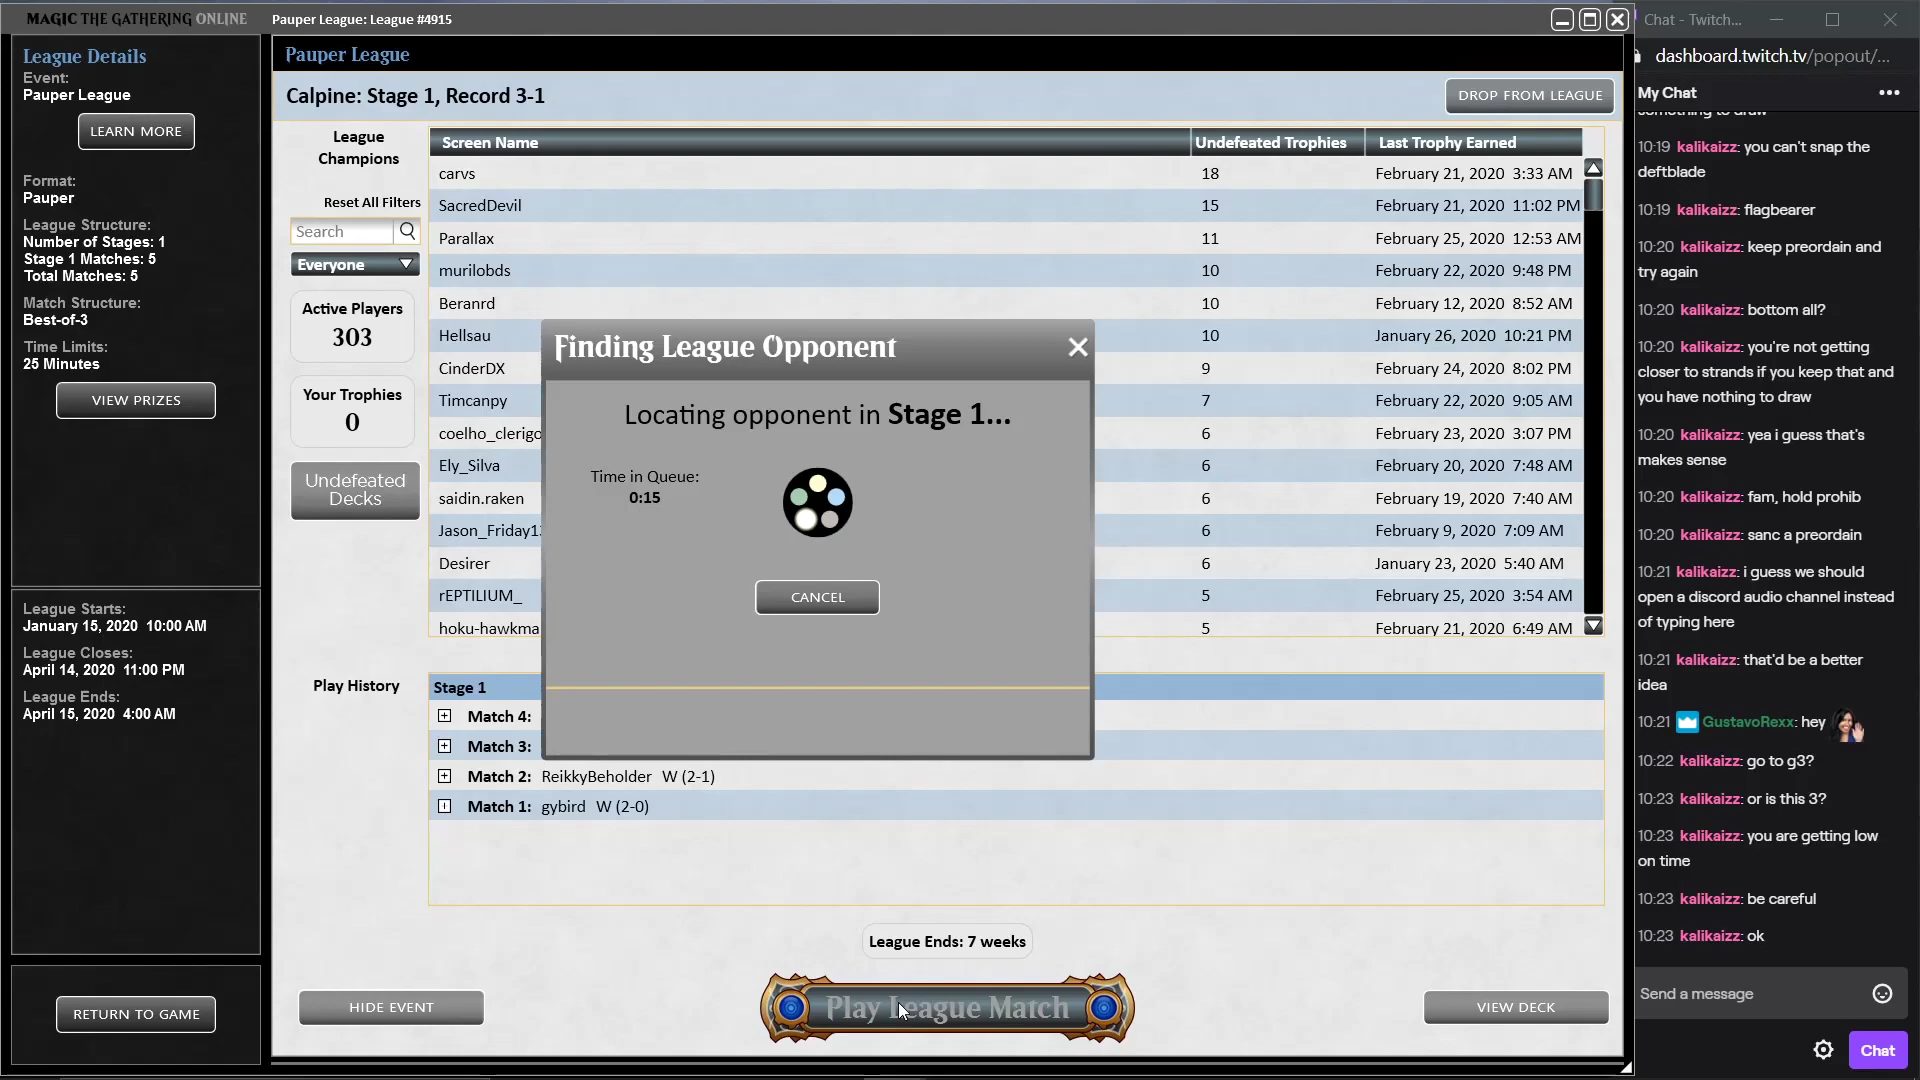 MAGIC THE GATHERING ONLINE
Pauper League: League #4915
League Details
Event:
Pauper League
LEARN MORE
Format:
Pauper
League Structure:
Number of Stages: 1
Stage 1 Matches: 5
Total Matches: 5
Match Structure:
Best-of-3
Time Limits:
25 Minutes
VIEW PRIZES
League Starts:
January 15, 2020 10:00 AM
League Closes:
April 14, 2020 11:00 PM
League Ends:
April 15, 2020 4:00 AM
RETURN TO GAME
Pauper League
Calpine: Stage 1, Record 3-1
DROP FROM LEAGUE
League
Champions
Reset All Filters
Search
Everyone
Active Players
303
Your Trophies
0
Undefeated
Decks
Screen Name Undefeated Trophies Last Trophy Earned
carvs 18 February 21, 2020 3:33 AM
SacredDevil 15 February 21, 2020 11:02 PM
Parallax 11 February 25, 2020 12:53 AM
murilobds 10 February 22, 2020 9:48 PM
Beranrd 10 February 12, 2020 8:52 AM
Hellsau 10 January 26, 2020 10:21 PM
CinderDX 9 February 24, 2020 8:02 PM
Timcanpy 7 February 22, 2020 9:05 AM
coelho_clerigo 6 February 23, 2020 3:07 PM
Ely_Silva 6 February 20, 2020 7:48 AM
saidin.raken 6 February 19, 2020 7:40 AM
Jason_Friday1 6 February 9, 2020 7:09 AM
Desirer 6 January 23, 2020 5:40 AM
rEPTILIUM_ 5 February 25, 2020 3:54 AM
hoku-hawkma 5 February 21, 2020 6:49 AM
Finding League Opponent
Locating opponent in Stage 1...
Time in Queue:
0:15
CANCEL
Play History
Stage 1
Match 4:
Match 3:
Match 2: ReikkyBeholder W (2-1)
Match 1: gybird W (2-0)
League Ends: 7 weeks
HIDE EVENT
Play League Match
VIEW DECK
Chat - Twitch...
dashboard.twitch.tv/popout/...
My Chat
something to draw
10:19 kalikaizz: you can't snap the
deftblade
10:19 kalikaizz: flagbearer
10:20 kalikaizz: keep preordain and
try again
10:20 kalikaizz: bottom all?
10:20 kalikaizz: you're not getting
closer to strands if you keep that and
you have nothing to draw
10:20 kalikaizz: yea i guess that's
makes sense
10:20 kalikaizz: fam, hold prohib
10:20 kalikaizz: sanc a preordain
10:21 kalikaizz: i guess we should
open a discord audio channel instead
of typing here
10:21 kalikaizz: that'd be a better
idea
10:21 GustavoRexx: hey
10:22 kalikaizz: go to g3?
10:23 kalikaizz: or is this 3?
10:23 kalikaizz: you are getting low
on time
10:23 kalikaizz: be careful
10:23 kalikaizz: ok
Send a message
Chat